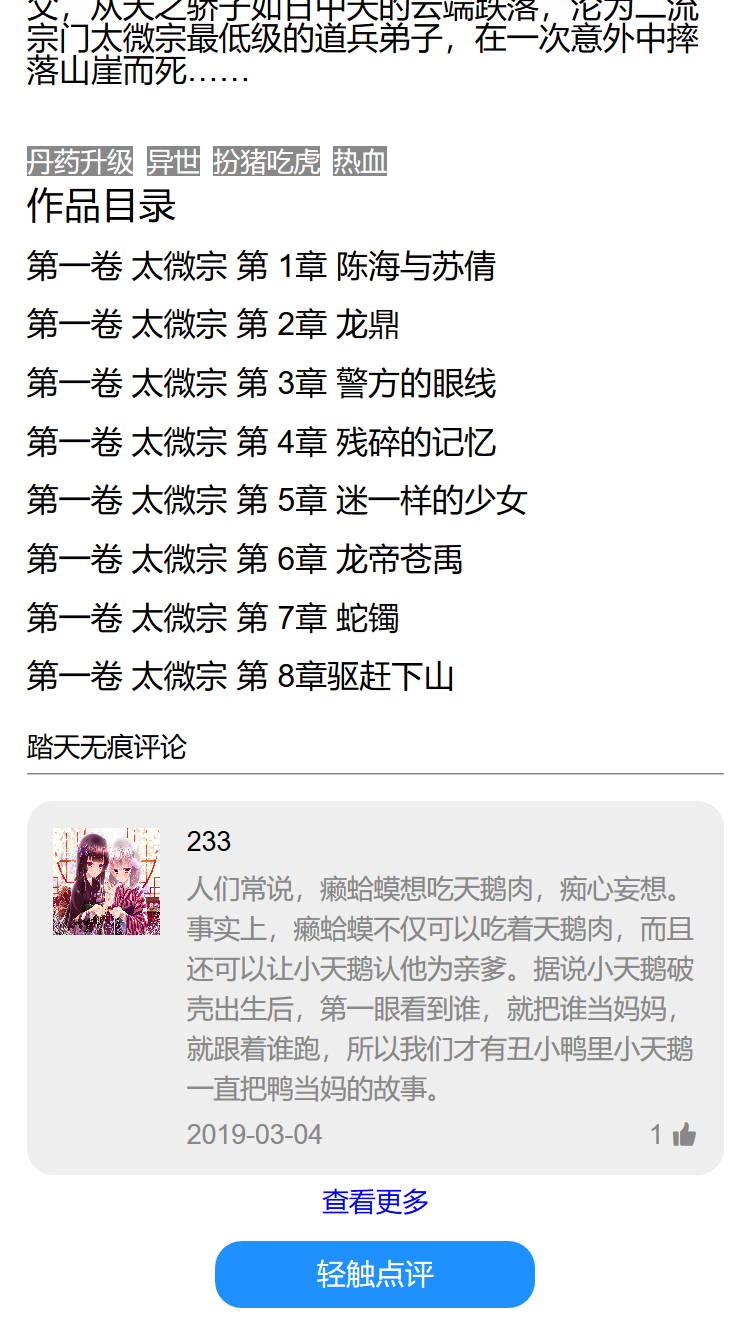 父，从天之骄子如日中天的云端跌落，沦为二流
宗门太微宗最低级的道兵弟子，在一次意外中摔
落山崖而死……
丹药升级 异世 扮猪吃虎 热血
作品目录
第一卷 太微宗 第 1章 陈海与苏倩
第一卷 太微宗 第 2章 龙鼎
第一卷 太微宗 第 3章 警方的眼线
第一卷 太微宗 第 4章 残碎的记忆
第一卷 太微宗 第 5章 迷一样的少女
第一卷 太微宗 第 6章 龙帝苍禹
第一卷 太微宗 第 7章 蛇镯
第一卷 太微宗 第 8章驱赶下山
踏天无痕评论
233
人们常说，癞蛤蟆想吃天鹅肉，痴心妄想。
事实上，癞蛤蟆不仅可以吃着天鹅肉，而且
还可以让小天鹅认他为亲爹。据说小天鹅破
壳出生后，第一眼看到谁，就把谁当妈妈，
就跟着谁跑，所以我们才有丑小鸭里小天鹅
一直把鸭当妈的故事。
2019-03-04 1
查看更多
轻触点评